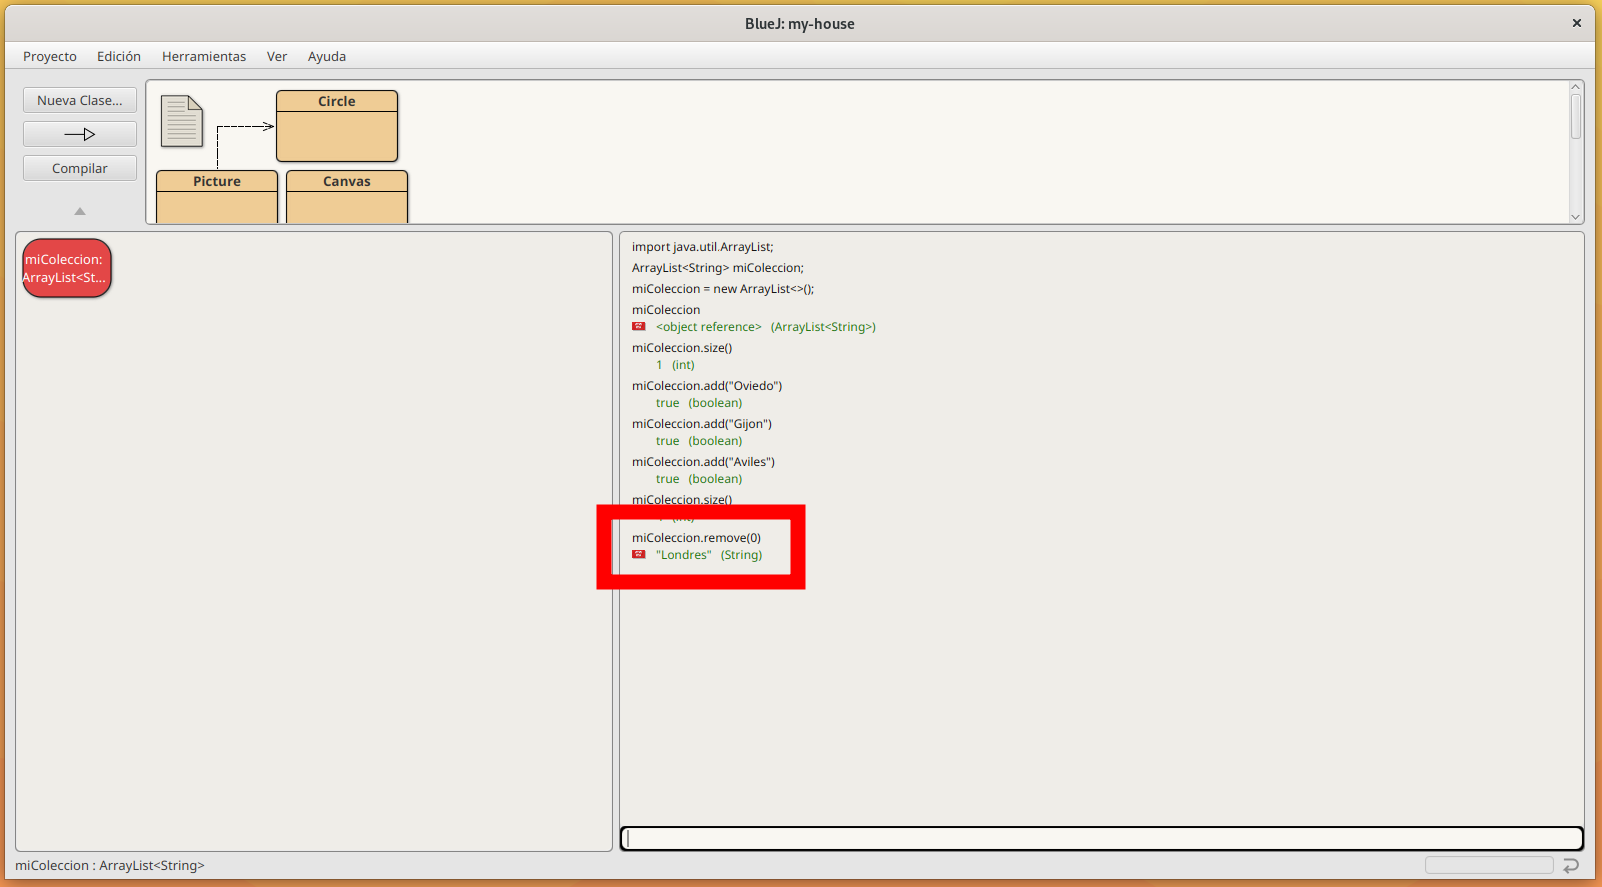 BlueJ: my-house
Proyecto Edición Herramientas Ver Ayuda
Nueva Clase...
Compilar
Circle
Picture
Canvas
miColeccion:
ArrayList<St...
import java.util.ArrayList;
ArrayList<String> miColeccion;
miColeccion = new ArrayList<>();
miColeccion
<object reference> (ArrayList<String>)
miColeccion.size()
1 (int)
miColeccion.add("Oviedo")
true (boolean)
miColeccion.add("Gijon")
true (boolean)
miColeccion.add("Aviles")
true (boolean)
miColeccion.size()
(int)
miColeccion.remove(0)
"Londres" (String)
miColeccion : ArrayList<String>